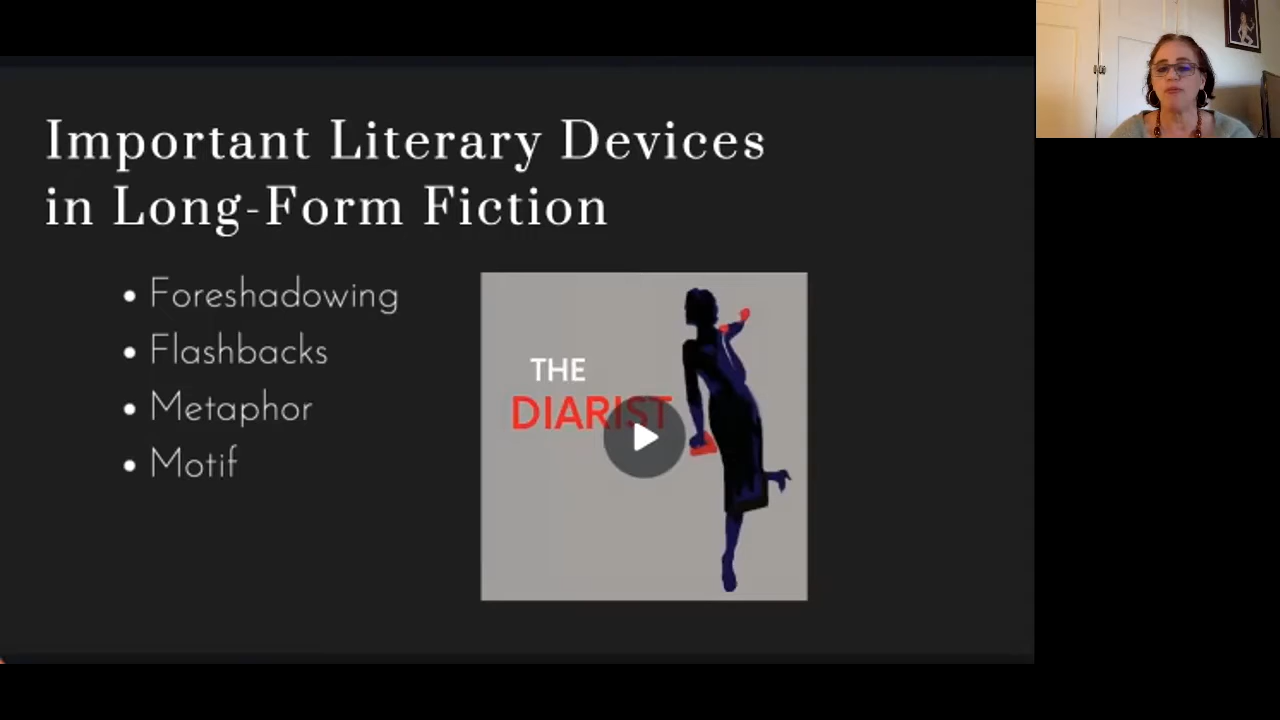 Important Literary Devices
in Long-Form Fiction
Foreshadowing
Flashbacks
Metaphor
Motif
THE
DIARIST